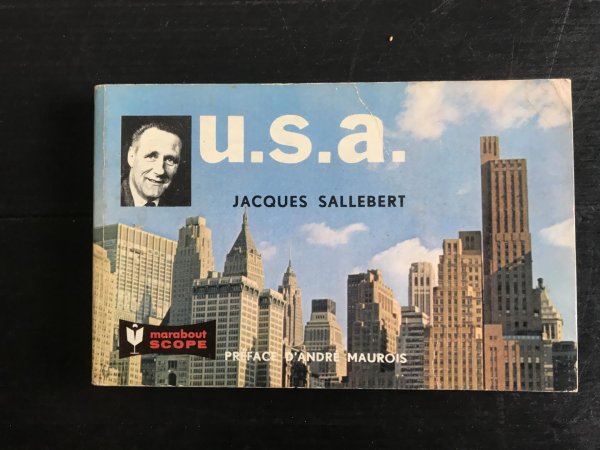 u.s.a.
JACQUES SALLEBERT
marabout
SCOPE
PRÉFACE D'ANDRÉ MAUROIS